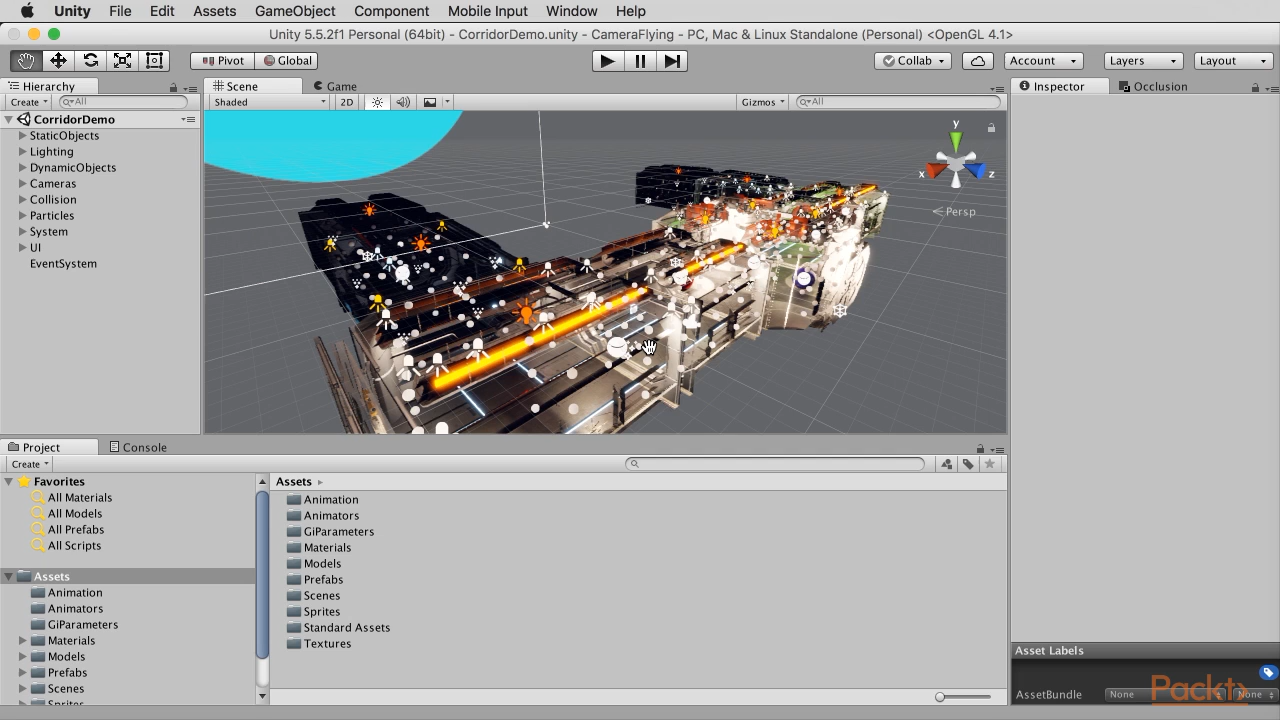 Unity File Edit Assets GameObject Component Mobile Input Window Help
Unity 5.5.2f1 Personal (64bit) - CorridorDemo.unity - CameraFlying - PC, Mac & Linux Standalone (Personal) <OpenGL 4.1>
Pivot Global Collab Account Layers Layout
Hierarchy Scene Game Inspector Occlusion
Create All Shaded 2D Gizmos All
CorridorDemo
StaticObjects
Lighting
DynamicObjects
Cameras
Collision
Particles
System
UI
EventSystem
y
x z
Persp
Project Console
Create
Favorites
All Materials
All Models
All Prefabs
All Scripts
Assets
Animation
Animators
GiParameters
Materials
Models
Prefabs
Scenes
Sprites
Assets
Animation
Animators
GiParameters
Materials
Models
Prefabs
Scenes
Sprites
Standard Assets
Textures
Asset Labels
AssetBundle None None
Packt